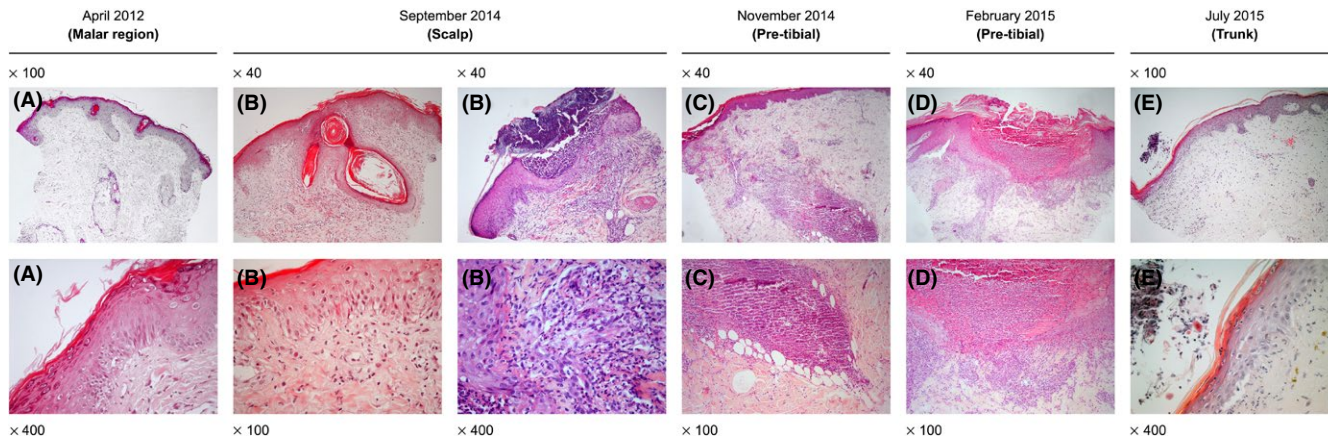 April 2012
(Malar region)
September 2014
(Scalp)
November 2014
(Pre-tibial)
February 2015
(Pre-tibial)
July 2015
(Trunk)
× 100
× 40
× 40
× 40
× 40
× 100
(A)
(B)
(B)
(C)
(D)
(E)
(A)
(B)
(B)
(C)
(D)
(E)
× 400
× 100
× 400
× 100
× 100
× 400